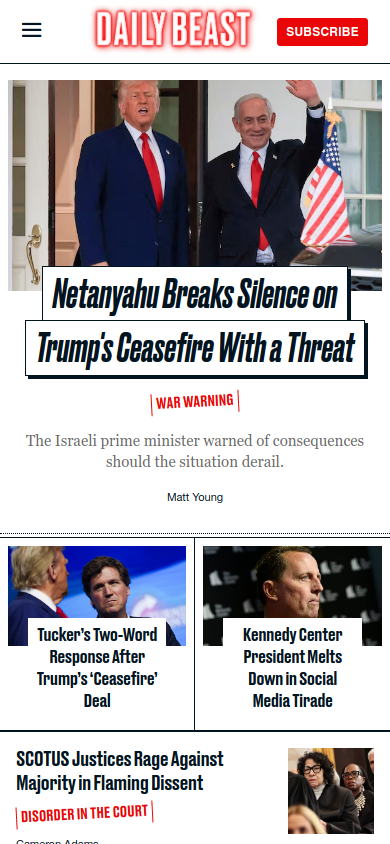 DAILY BEAST
SUBSCRIBE
Netanyahu Breaks Silence on
Trump's Ceasefire With a Threat
WAR WARNING
The Israeli prime minister warned of consequences
should the situation derail.
Matt Young
Tucker’s Two-Word
Response After
Trump’s ‘Ceasefire’
Deal
Kennedy Center
President Melts
Down in Social
Media Tirade
SCOTUS Justices Rage Against
Majority in Flaming Dissent
DISORDER IN THE COURT
Cameron Adams